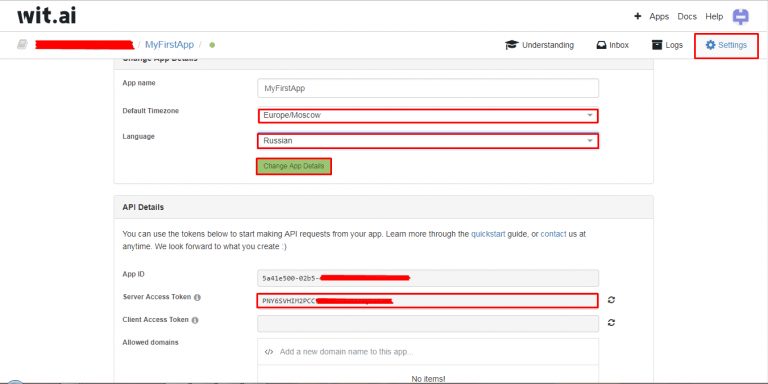 wit.ai
+ Apps Docs Help
/ MyFirstApp /
Understanding Inbox Logs Settings
Change App Details
App name
MyFirstApp
Default Timezone
Europe/Moscow
Language
Russian
Change App Details
API Details
You can use the tokens below to start making API requests from your app. Learn more through the quickstart guide, or contact us at
anytime. We look forward to what you create :)
App ID
5a41e500-02b5-
Server Access Token
PNY6SVHIM2PCC
Client Access Token
Allowed domains
</> Add a new domain name to this app...
No items!